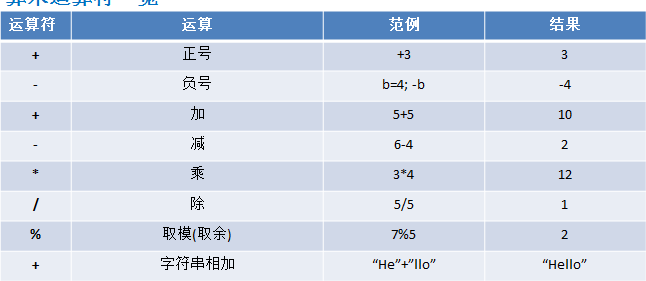 算术运算符一览
运算符 运算 范例 结果
+ 正号 +3 3
- 负号 b=4; -b -4
+ 加 5+5 10
- 减 6-4 2
* 乘 3*4 12
/ 除 5/5 1
% 取模(取余) 7%5 2
+ 字符串相加 “He”+”llo” “Hello”